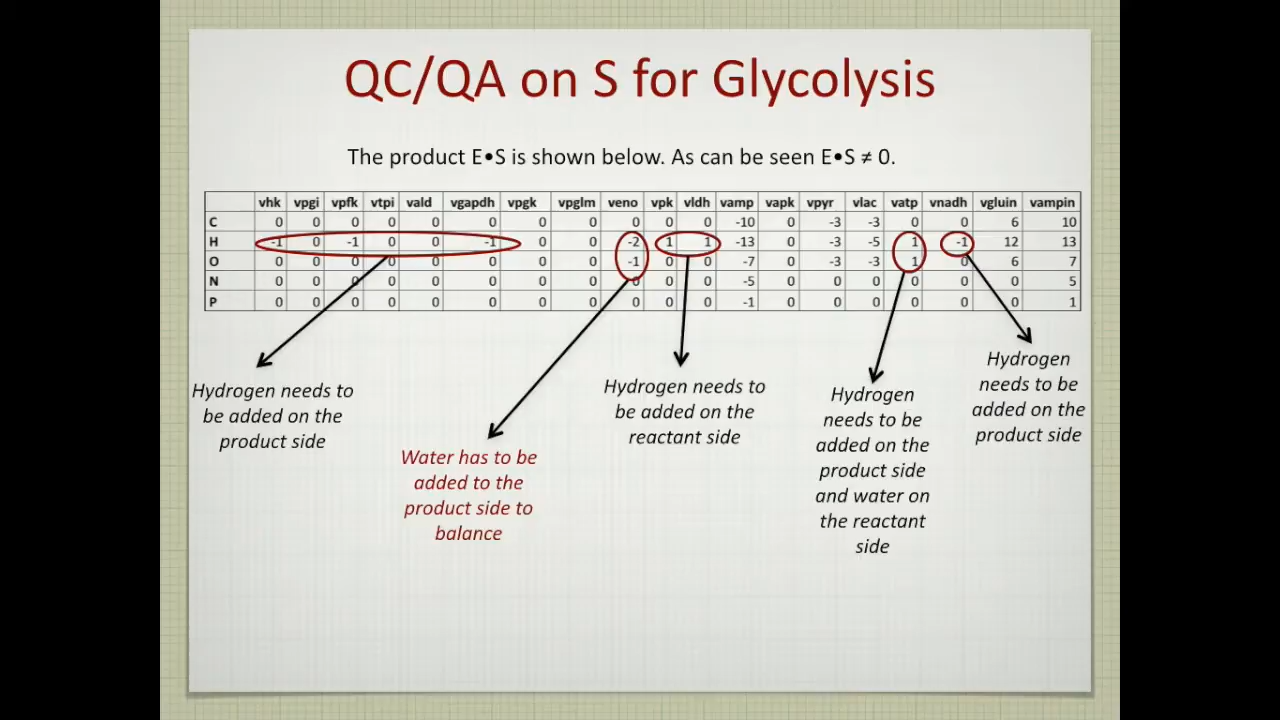 QC/QA on S for Glycolysis
The product E•S is shown below. As can be seen E•S ≠ 0.
vhk vpgi vpfk vtpi vald vgapdh vpgk vpglm veno vpk vldh vamp vapk vpyr vlac vatp vnadh vgluin vampin
C 0 0 0 0 0 0 0 0 0 0 0 -10 0 -3 -3 0 0 6 10
H -1 0 -1 0 0 -1 0 0 -2 1 1 -13 0 -3 -5 1 -1 12 13
O 0 0 0 0 0 0 0 0 -1 0 0 -7 0 -3 -3 1 0 6 7
N 0 0 0 0 0 0 0 0 0 0 0 -5 0 0 0 0 0 0 5
P 0 0 0 0 0 0 0 0 0 0 0 -1 0 0 0 0 0 0 1
Hydrogen needs to
be added on the
product side
Water has to be
added to the
product side to
balance
Hydrogen needs to
be added on the
reactant side
Hydrogen
needs to be
added on the
product side
and water on
the reactant
side
Hydrogen
needs to be
added on the
product side